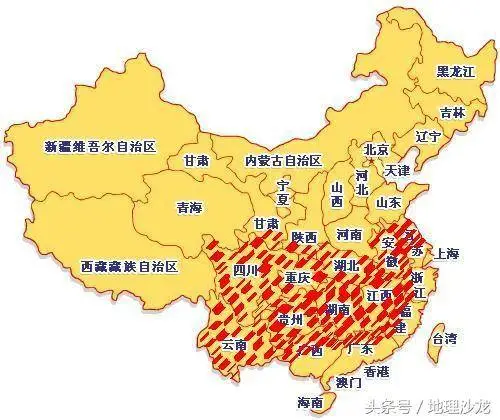 黑龙江
吉林
辽宁
新疆维吾尔自治区
甘肃
内蒙古自治区
北京
天津
河北
山西
宁夏
山东
青海
甘肃
陕西
河南
西藏藏族自治区
四川
重庆
湖北
安徽
江苏
上海
浙江
江西
湖南
贵州
云南
福建
台湾
广西
广东
香港
澳门
海南
头条号/地理沙龙